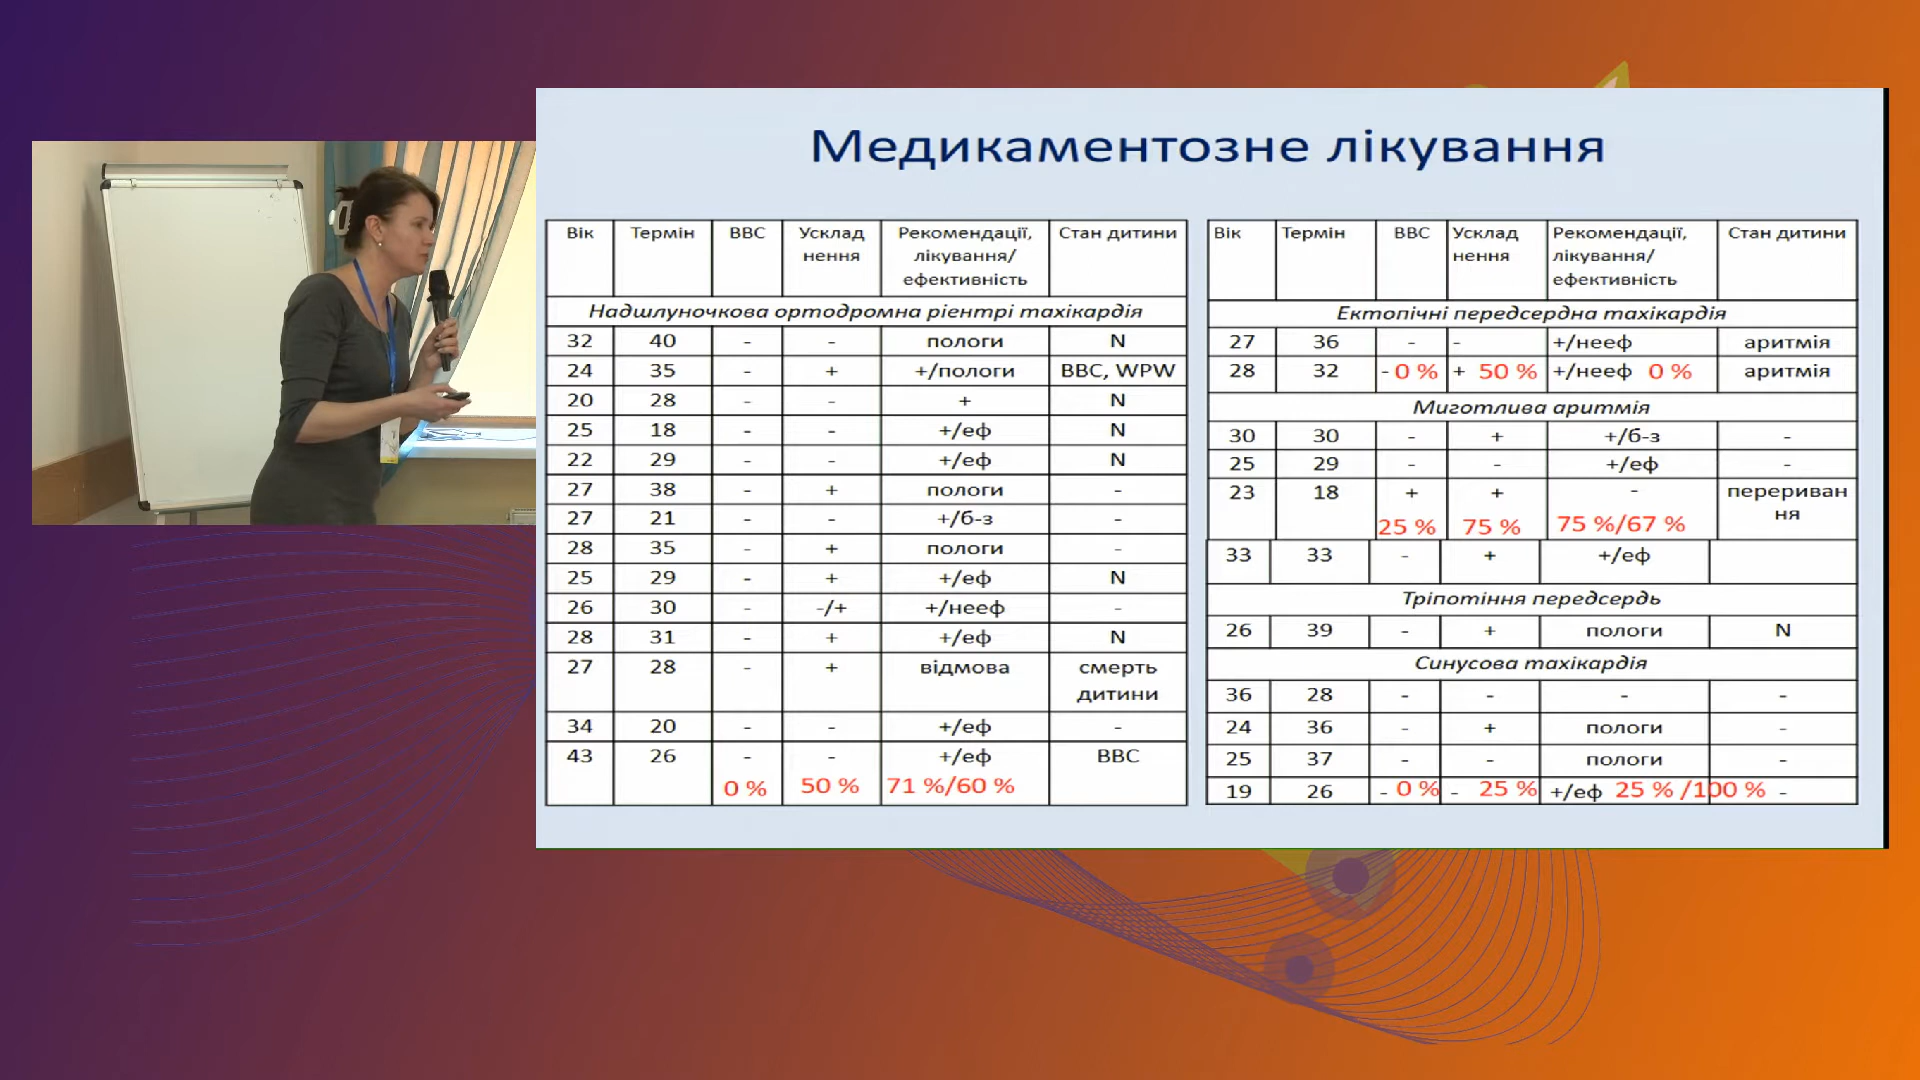 Медикаментозне лікування
Вік Термін ВВС Усклад Рекомендації, Стан дитини
нення лікування/
ефективність
Надшлуночкова ортодромна ріентрі тахікардія
32 40 - - пологи N
24 35 - + +/пологи ВВС, WPW
20 28 - - + N
25 18 - - +/еф N
22 29 - - +/еф N
27 38 - + пологи -
27 21 - - +/б-з -
28 35 - + пологи -
25 29 - + +/еф N
26 30 - -/+ +/нееф -
28 31 - + +/еф N
27 28 - + відмова смерть
дитини
34 20 - - +/еф -
43 26 - - +/еф ВВС
0 % 50 % 71 %/60 %
Вік Термін ВВС Усклад Рекомендації, Стан дитини
нення лікування/
ефективність
Ектопічні передсердна тахікардія
27 36 - - +/нееф аритмія
28 32 - 0 % + 50 % +/нееф 0 % аритмія
Миготлива аритмія
30 30 - + +/б-з -
25 29 - - +/еф -
23 18 + + - перериван
ня
25 % 75 % 75 %/67 %
33 33 - + +/еф
Тріпотіння передсердь
26 39 - + пологи N
Синусова тахікардія
36 28 - - - -
24 36 - + пологи -
25 37 - - пологи -
19 26 - 0 % - 25 % +/еф 25 % /100 % -